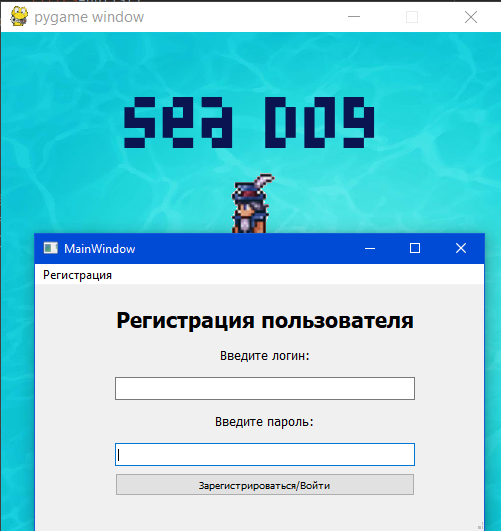 pygame window
sea Dog
MainWindow
Регистрация
Регистрация пользователя
Введите логин:
Введите пароль:
Зарегистрироваться/Войти